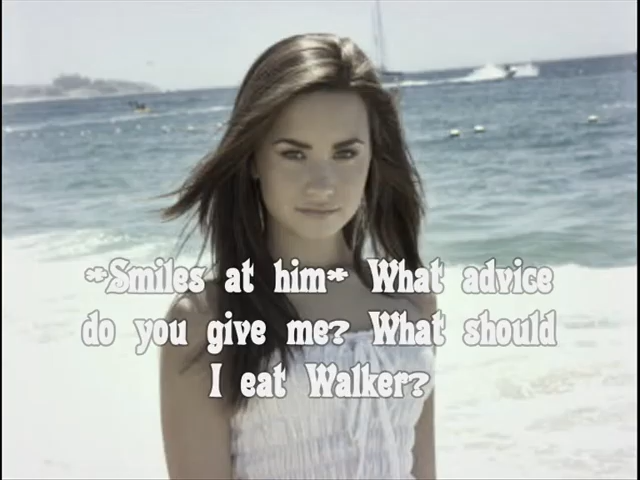 *Smiles at him* What advice
do you give me? What should
I eat Walker?